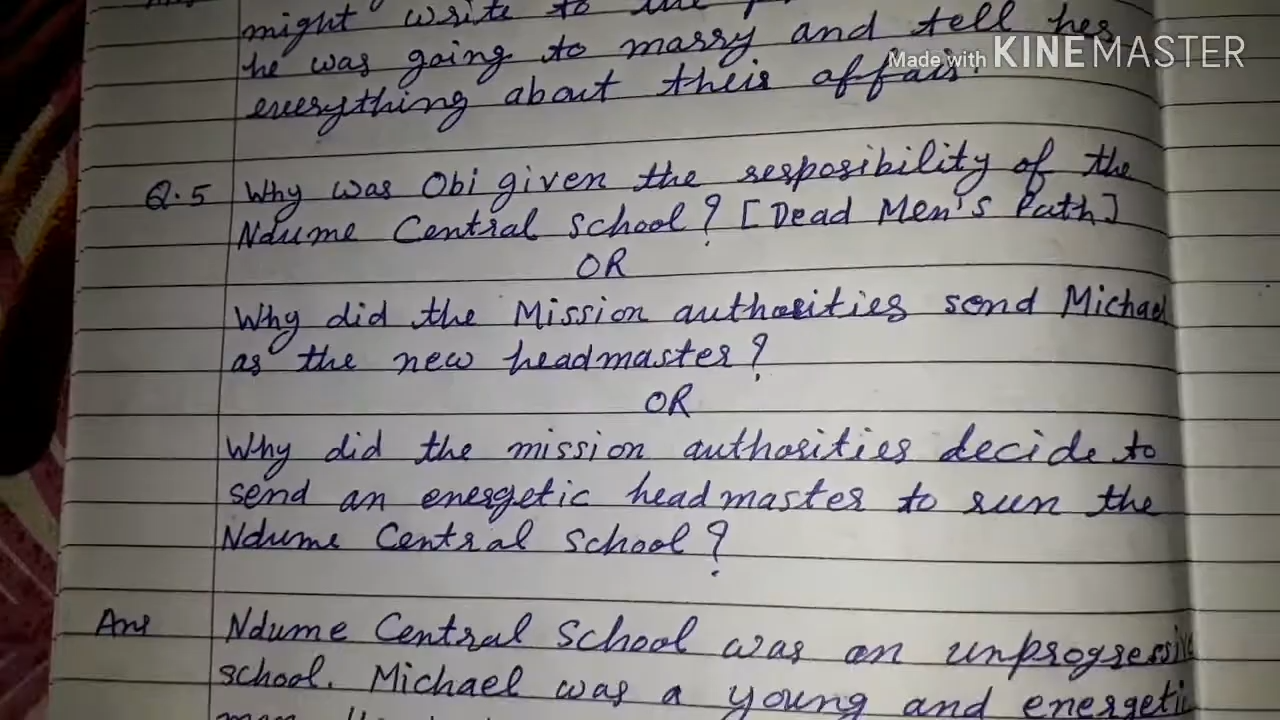 might write to the
he was going to marry and tell her
everything about their affair.
Made with KINEMASTER
Q.5 Why was Obi given the resposibility of the
Ndume Central School? [Dead Men's Path]
OR
Why did the Mission authorities send Michael
as the new headmaster?
OR
Why did the mission authorities decide to
send an energetic headmaster to run the
Ndume Central School?
Ans Ndume Central School was an unprogressive
school. Michael was a young and energetic